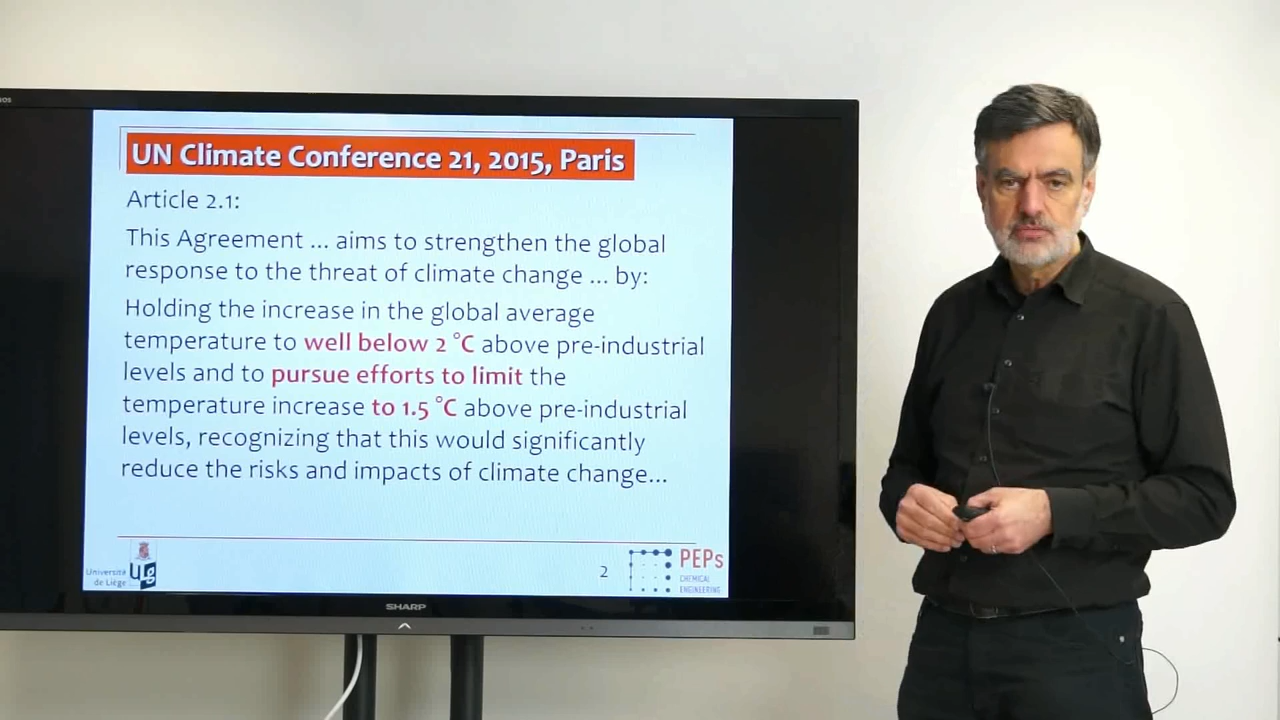 UN Climate Conference 21, 2015, Paris
Article 2.1:
This Agreement ... aims to strengthen the global
response to the threat of climate change ... by:
Holding the increase in the global average
temperature to well below 2 °C above pre-industrial
levels and to pursue efforts to limit the
temperature increase to 1.5 °C above pre-industrial
levels, recognizing that this would significantly
reduce the risks and impacts of climate change...
Université
de Liège
2
PEPs
CHEMICAL
ENGINEERING
SHARP